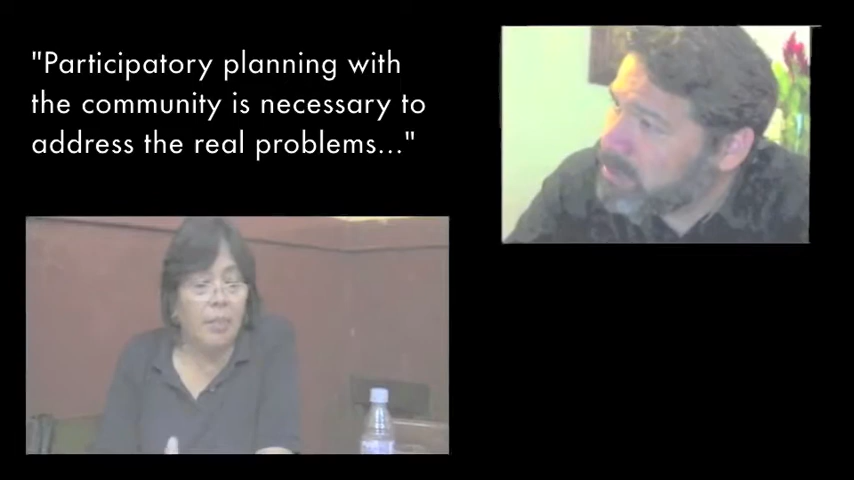 "Participatory planning with
the community is necessary to
address the real problems..."